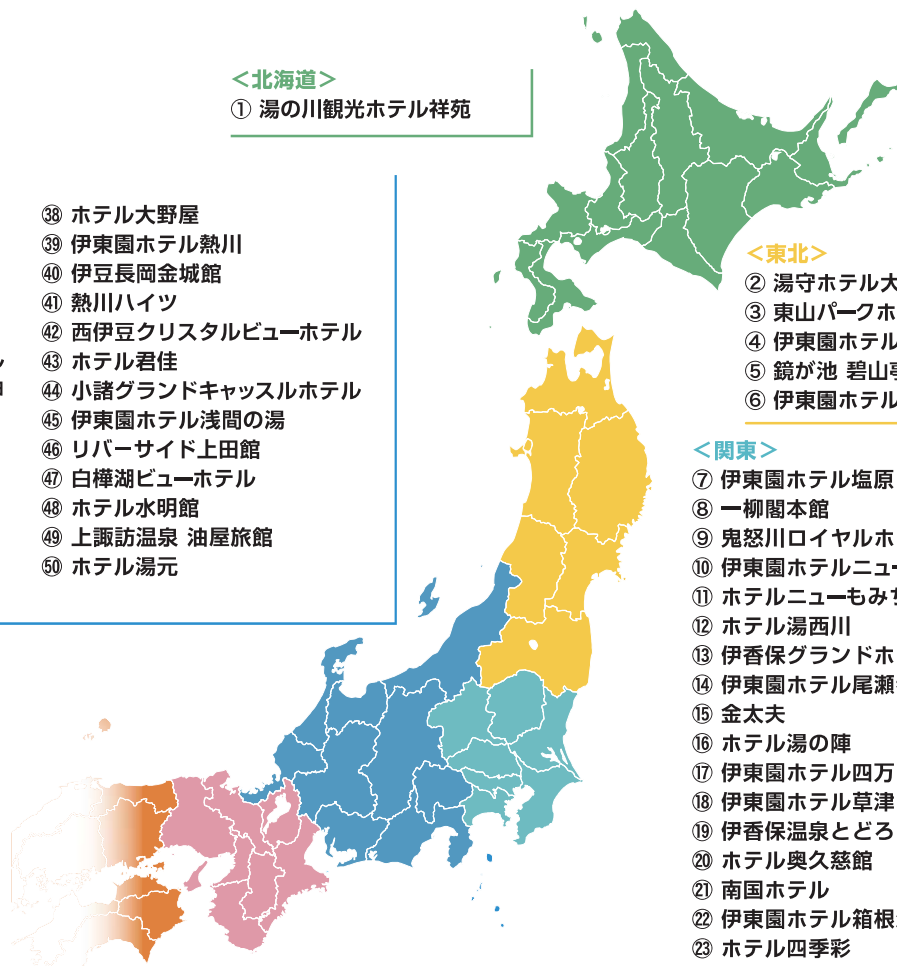 <北海道>
① 湯の川観光ホテル祥苑
㊳ ホテル大野屋
㊴ 伊東園ホテル熱川
㊵ 伊豆長岡金城館
㊶ 熱川ハイツ
㊷ 西伊豆クリスタルビューホテル
㊸ ホテル君佳
㊹ 小諸グランドキャッスルホテル
㊺ 伊東園ホテル浅間の湯
㊻ リバーサイド上田館
㊼ 白樺湖ビューホテル
㊽ ホテル水明館
㊾ 上諏訪温泉 油屋旅館
㊿ ホテル湯元
<東北>
② 湯守ホテル大
③ 東山パークホ
④ 伊東園ホテル
⑤ 鏡が池 碧山亭
⑥ 伊東園ホテル
<関東>
⑦ 伊東園ホテル塩原
⑧ 一柳閣本館
⑨ 鬼怒川ロイヤルホ
⑩ 伊東園ホテルニュー
⑪ ホテルニューもみち
⑫ ホテル湯西川
⑬ 伊香保グランドホ
⑭ 伊東園ホテル尾瀬
⑮ 金太夫
⑯ ホテル湯の陣
⑰ 伊東園ホテル四万
⑱ 伊東園ホテル草津
⑲ 伊香保温泉とどろ
⑳ ホテル奥久慈館
㉑ 南国ホテル
㉒ 伊東園ホテル箱根
㉓ ホテル四季彩